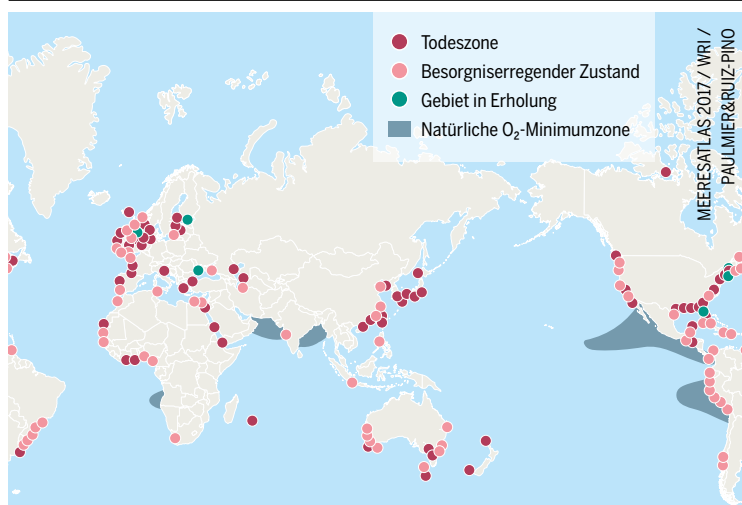 Todeszone
Besorgniserregender Zustand
Gebiet in Erholung
Natürliche O₂-Minimumzone
MEERESATLAS 2017 / WRI /
PAULMIER&RUIZ-PINO